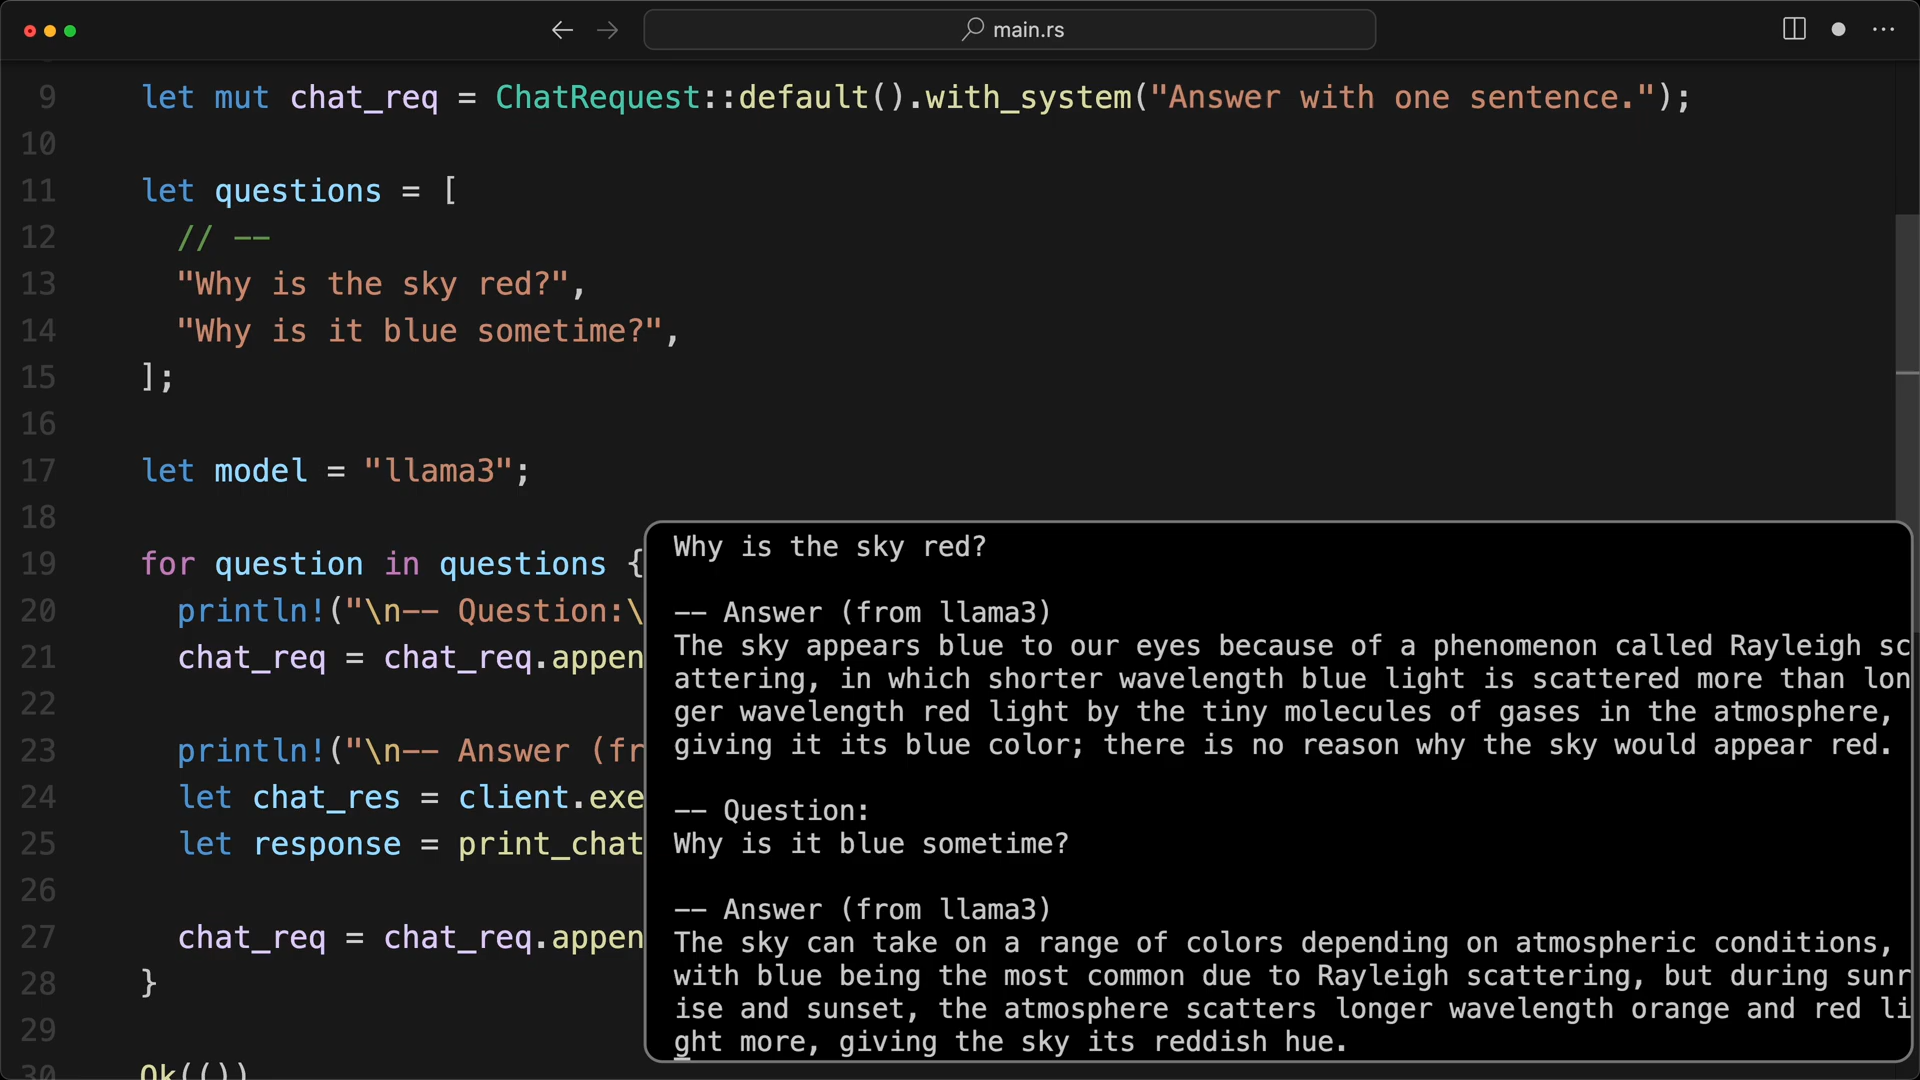 main.rs
9 let mut chat_req = ChatRequest::default().with_system("Answer with one sentence.");
10
11 let questions = [
12 // --
13 "Why is the sky red?",
14 "Why is it blue sometime?",
15 ];
16
17 let model = "llama3";
18
19 for question in questions {
20 println!("\n-- Question:\
21 chat_req = chat_req.appen
22
23 println!("\n-- Answer (fr
24 let chat_res = client.exe
25 let response = print_chat
26
27 chat_req = chat_req.appen
28 }
29
30 Ok(())
Why is the sky red?
-- Answer (from llama3)
The sky appears blue to our eyes because of a phenomenon called Rayleigh sc
attering, in which shorter wavelength blue light is scattered more than lon
ger wavelength red light by the tiny molecules of gases in the atmosphere,
giving it its blue color; there is no reason why the sky would appear red.
-- Question:
Why is it blue sometime?
-- Answer (from llama3)
The sky can take on a range of colors depending on atmospheric conditions,
with blue being the most common due to Rayleigh scattering, but during sunr
ise and sunset, the atmosphere scatters longer wavelength orange and red li
ght more, giving the sky its reddish hue.